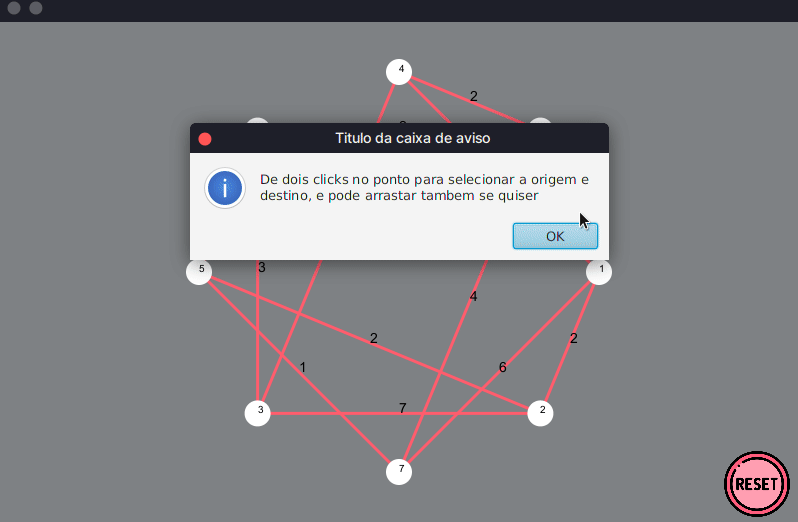 4
2
Titulo da caixa de aviso
i
De dois clicks no ponto para selecionar a origem e
destino, e pode arrastar tambem se quiser
OK
5
3
1
4
2
2
1
6
3
7
2
7
RESET